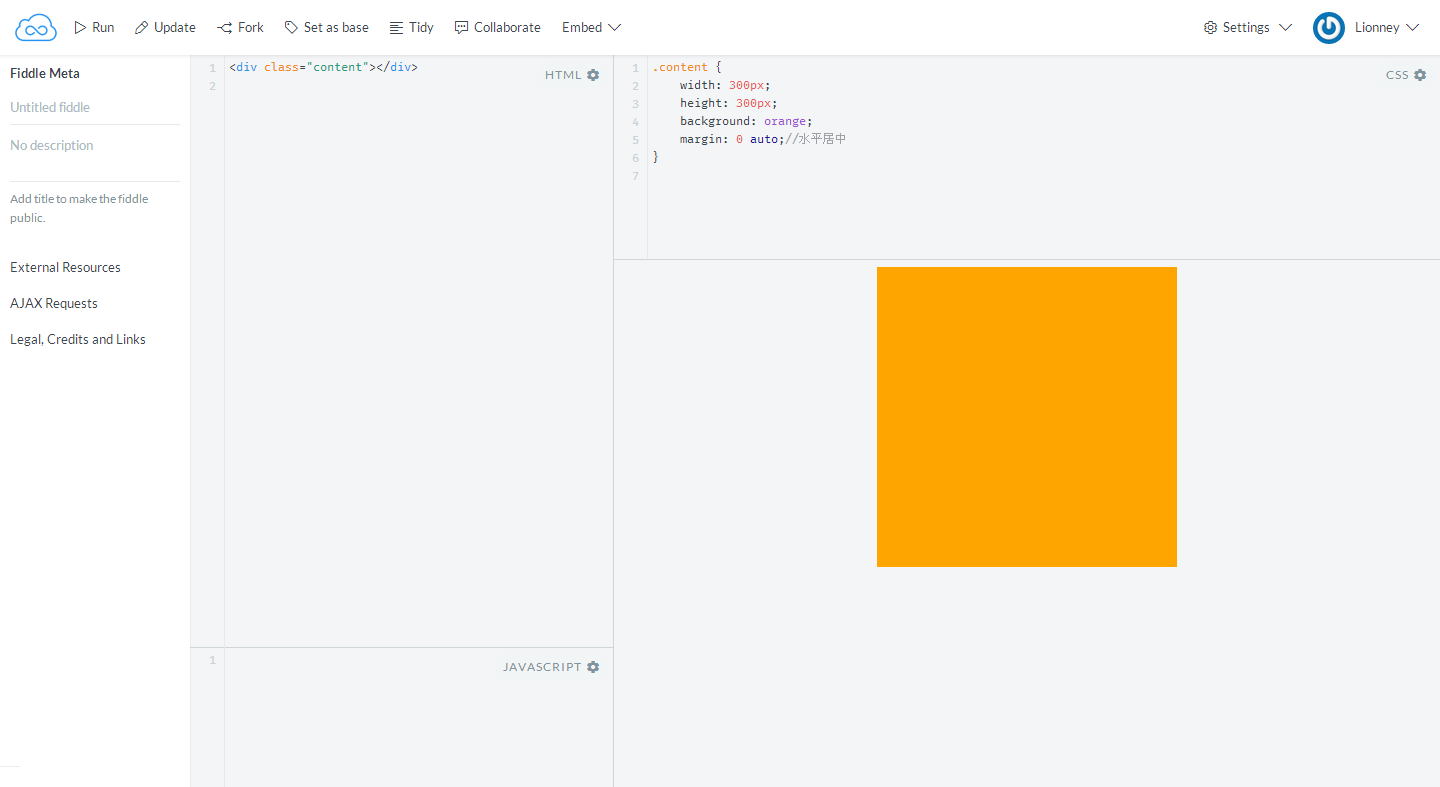 Run Update Fork Set as base Tidy Collaborate Embed Settings Lionney
Fiddle Meta
Untitled fiddle
No description
Add title to make the fiddle
public.
External Resources
AJAX Requests
Legal, Credits and Links
HTML
1 <div class="content"></div>
2
JAVASCRIPT
1
CSS
1 .content {
2 width: 300px;
3 height: 300px;
4 background: orange;
5 margin: 0 auto;//水平居中
6 }
7